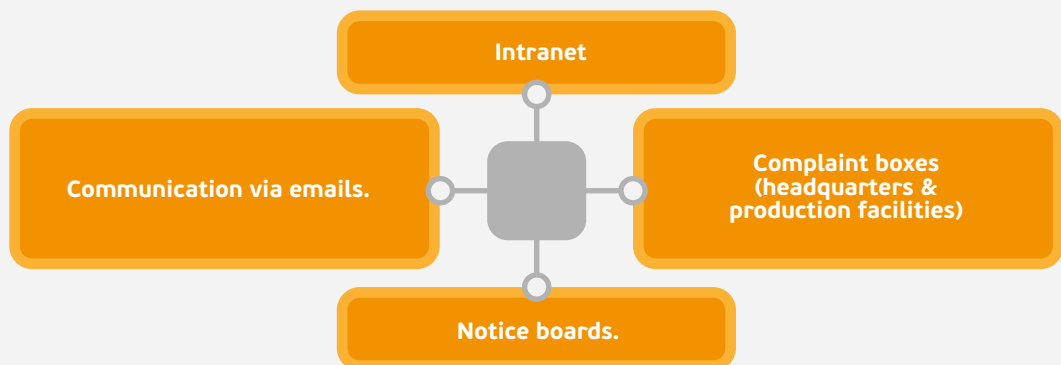 Intranet
Communication via emails.
Complaint boxes
(headquarters &
production facilities)
Notice boards.